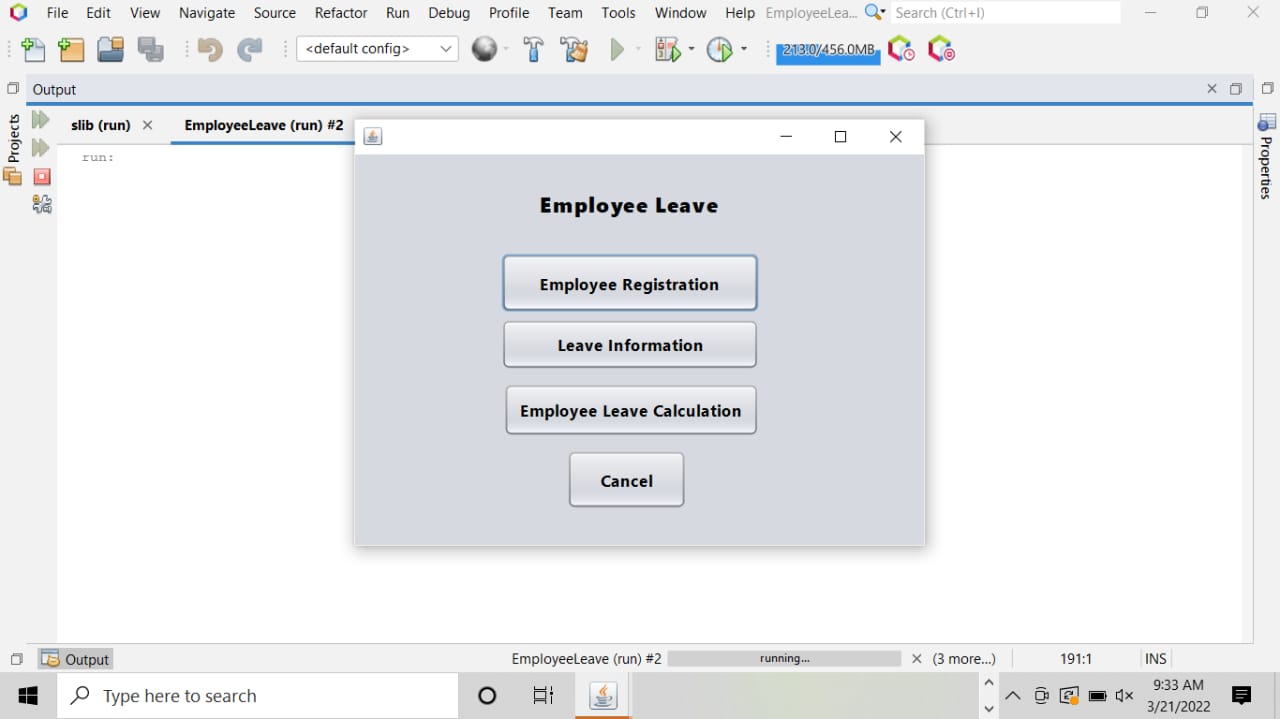 File Edit View Navigate Source Refactor Run Debug Profile Team Tools Window Help EmployeeLea... Search (Ctrl+I)
<default config> 213.0/456.0MB
Output
Projects
slib (run) EmployeeLeave (run) #2
run:
Properties
Employee Leave
Employee Registration
Leave Information
Employee Leave Calculation
Cancel
Output EmployeeLeave (run) #2 running... (3 more...) 191:1 INS
Type here to search
9:33 AM
3/21/2022